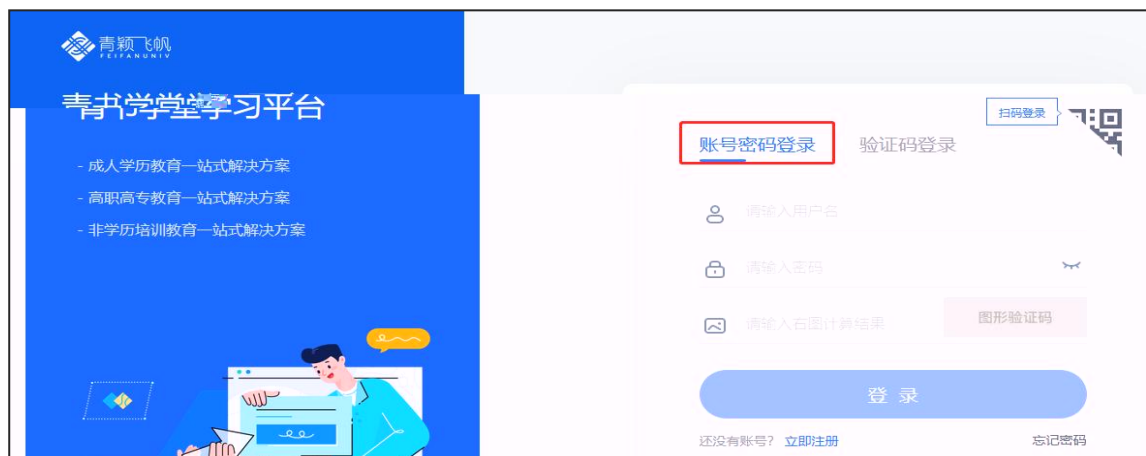 青颖飞帆
FEIFANUNIV
青书学堂学习平台
- 成人学历教育一站式解决方案
- 高职高专教育一站式解决方案
- 非学历培训教育一站式解决方案
扫码登录
账号密码登录 验证码登录
请输入用户名
请输入密码
请输入右图计算结果 图形验证码
登 录
还没有账号? 立即注册 忘记密码